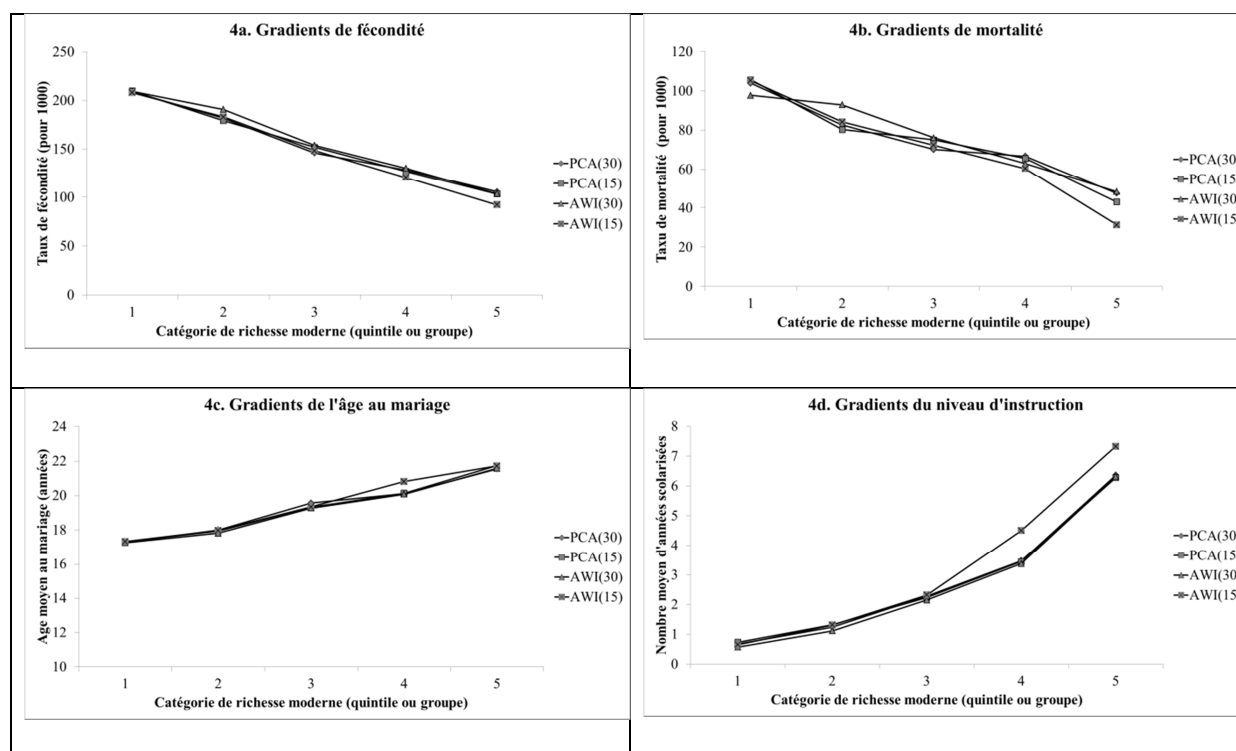 4a. Gradients de fécondité
250
200
150
100
50
0
Taux de fécondité (pour 1000)
1 2 3 4 5
Catégorie de richesse moderne (quintile ou groupe)
PCA(30)
PCA(15)
AWI(30)
AWI(15)
4b. Gradients de mortalité
120
100
80
60
40
20
0
Taxu de mortalité (pour 1000)
1 2 3 4 5
Catégorie de richesse moderne (quintile ou groupe)
PCA(30
PCA(15
AWI(30
AWI(15
4c. Gradients de l'âge au mariage
24
22
20
18
16
14
12
10
Age moyen au mariage (années)
1 2 3 4 5
Catégorie de richesse moderne (quintile ou groupe)
PCA(30)
PCA(15)
AWI(30)
AWI(15)
4d. Gradients du niveau d'instruction
8
7
6
5
4
3
2
1
0
Nombre moyen d'années scolarisées
1 2 3 4 5
Catégorie de richesse moderne (quintile ou groupe)
PCA(30
PCA(15
AWI(30
AWI(15